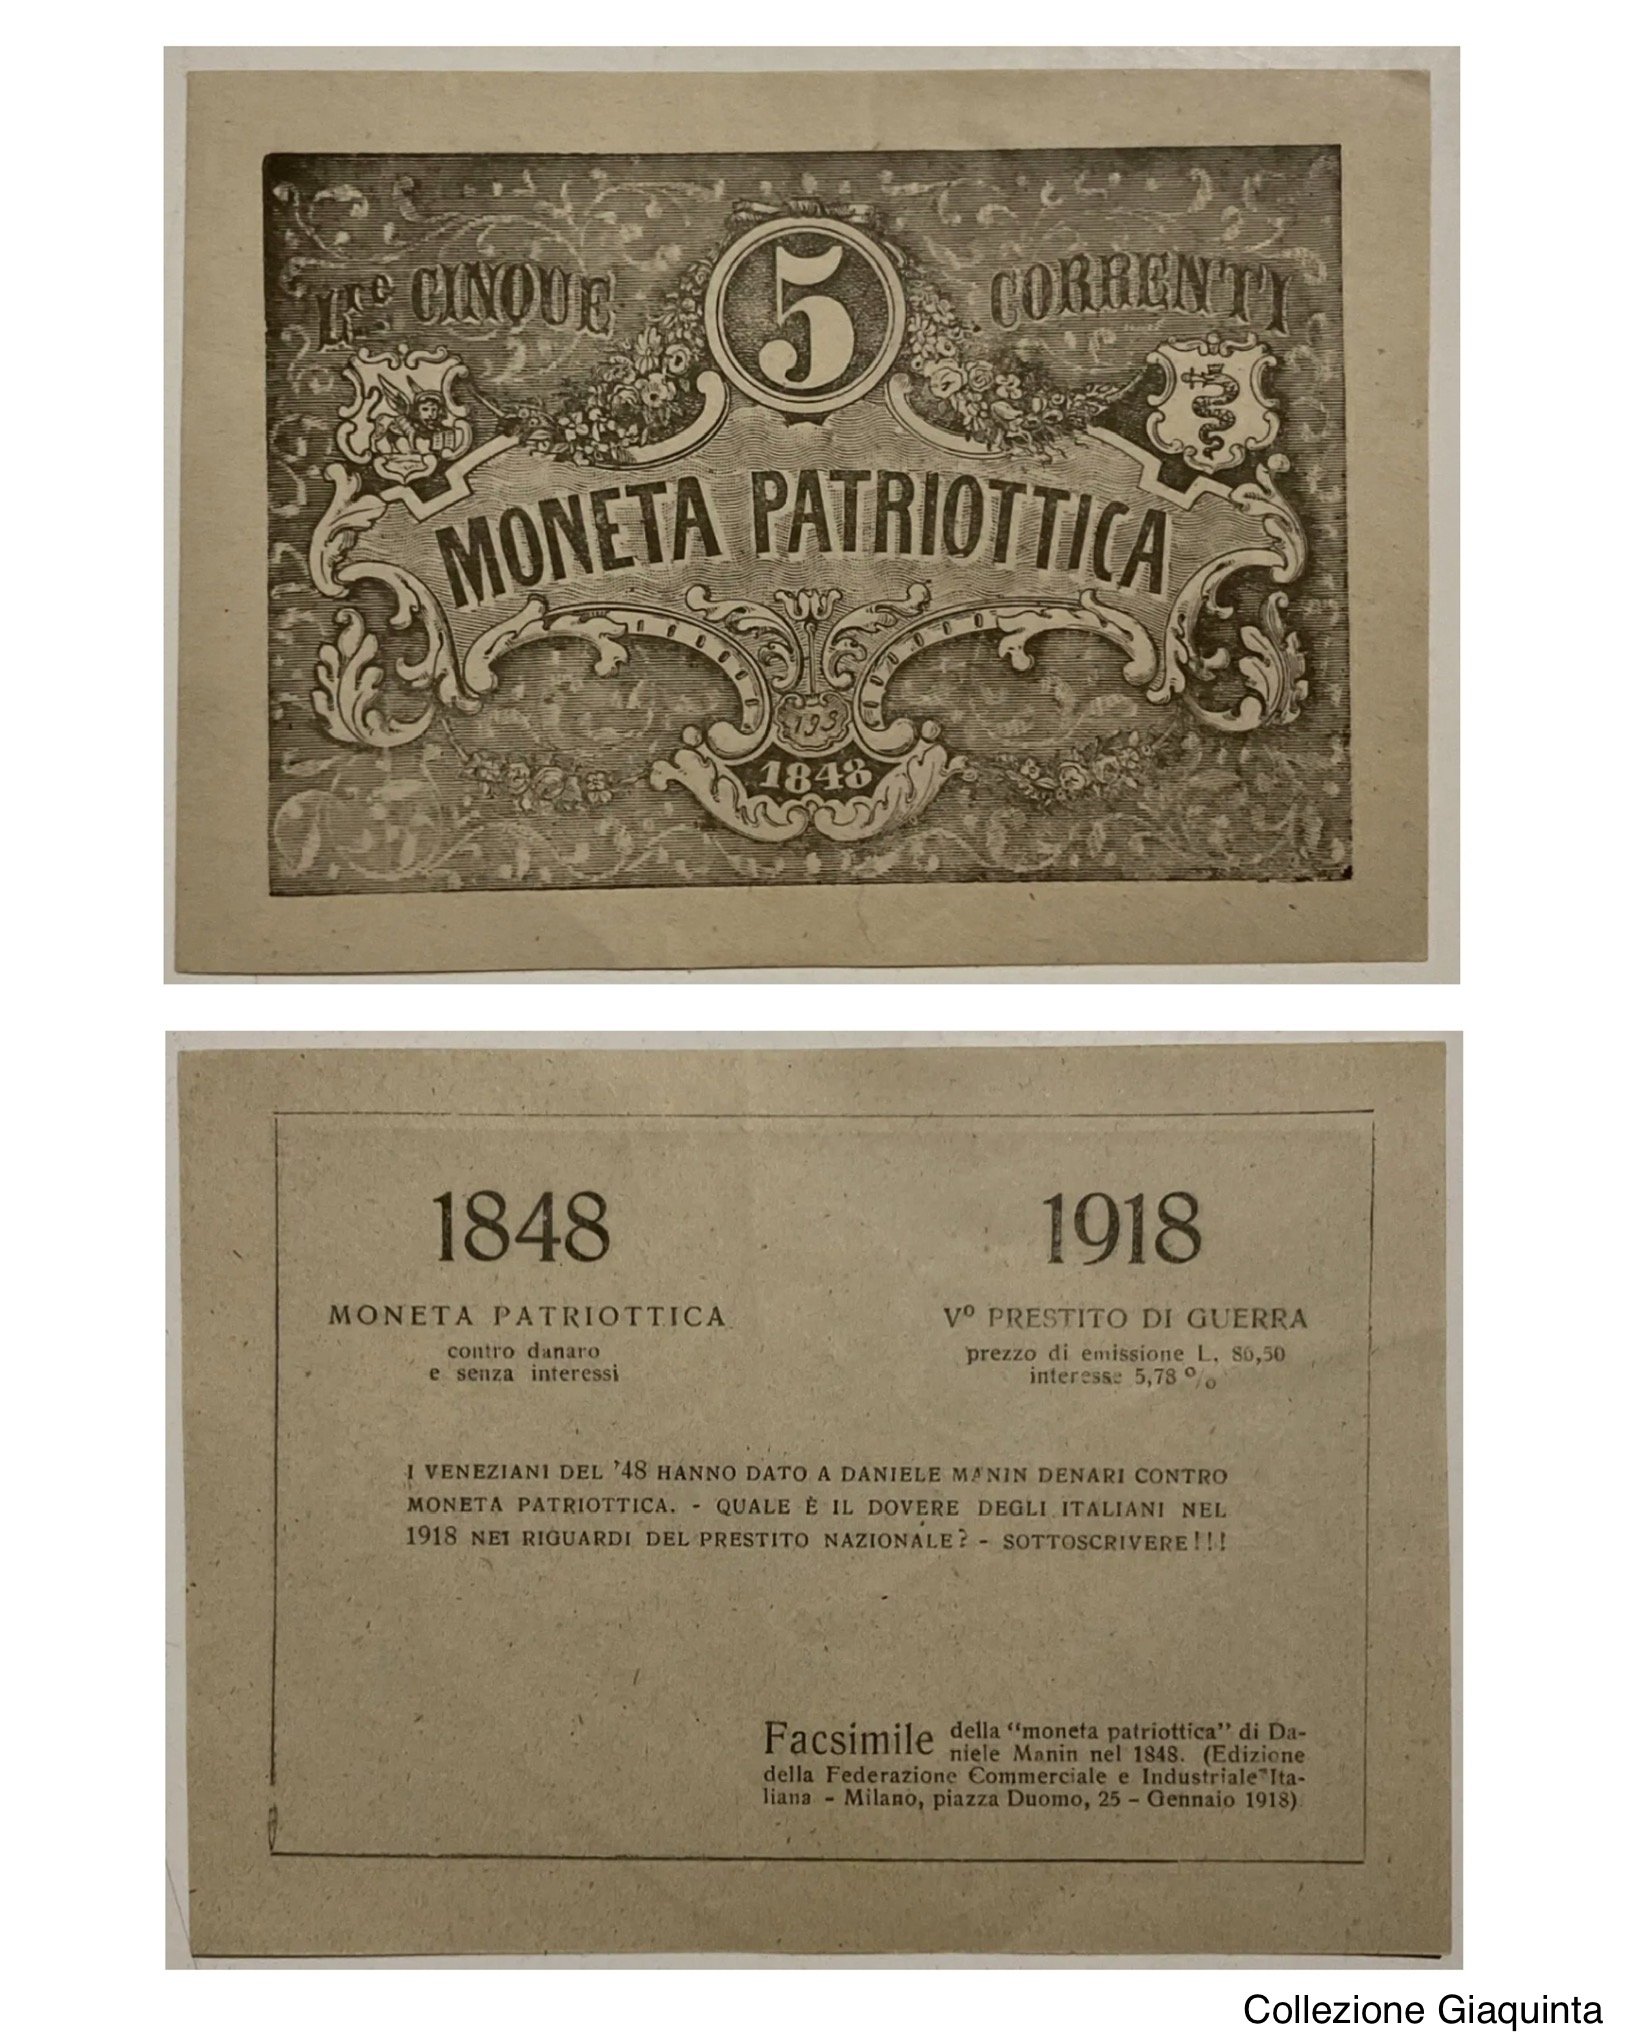 L.re CINQUE
5
CORRENTI
MONETA PATRIOTTICA
1848
1848
1918
MONETA PATRIOTTICA
contro danaro
e senza interessi
Vº PRESTITO DI GUERRA
prezzo di emissione L. 86,50
interesse 5,78 %
I VENEZIANI DEL '48 HANNO DATO A DANIELE MANIN DENARI CONTRO
MONETA PATRIOTTICA. - QUALE È IL DOVERE DEGLI ITALIANI NEL
1918 NEI RIGUARDI DEL PRESTITO NAZIONALE? - SOTTOSCRIVERE!!!
Facsimile della “moneta patriottica” di Da-
niele Manin nel 1848. (Edizione
della Federazione Commerciale e Industriale Ita-
liana - Milano, piazza Duomo, 25 - Gennaio 1918)
Collezione Giaquinta